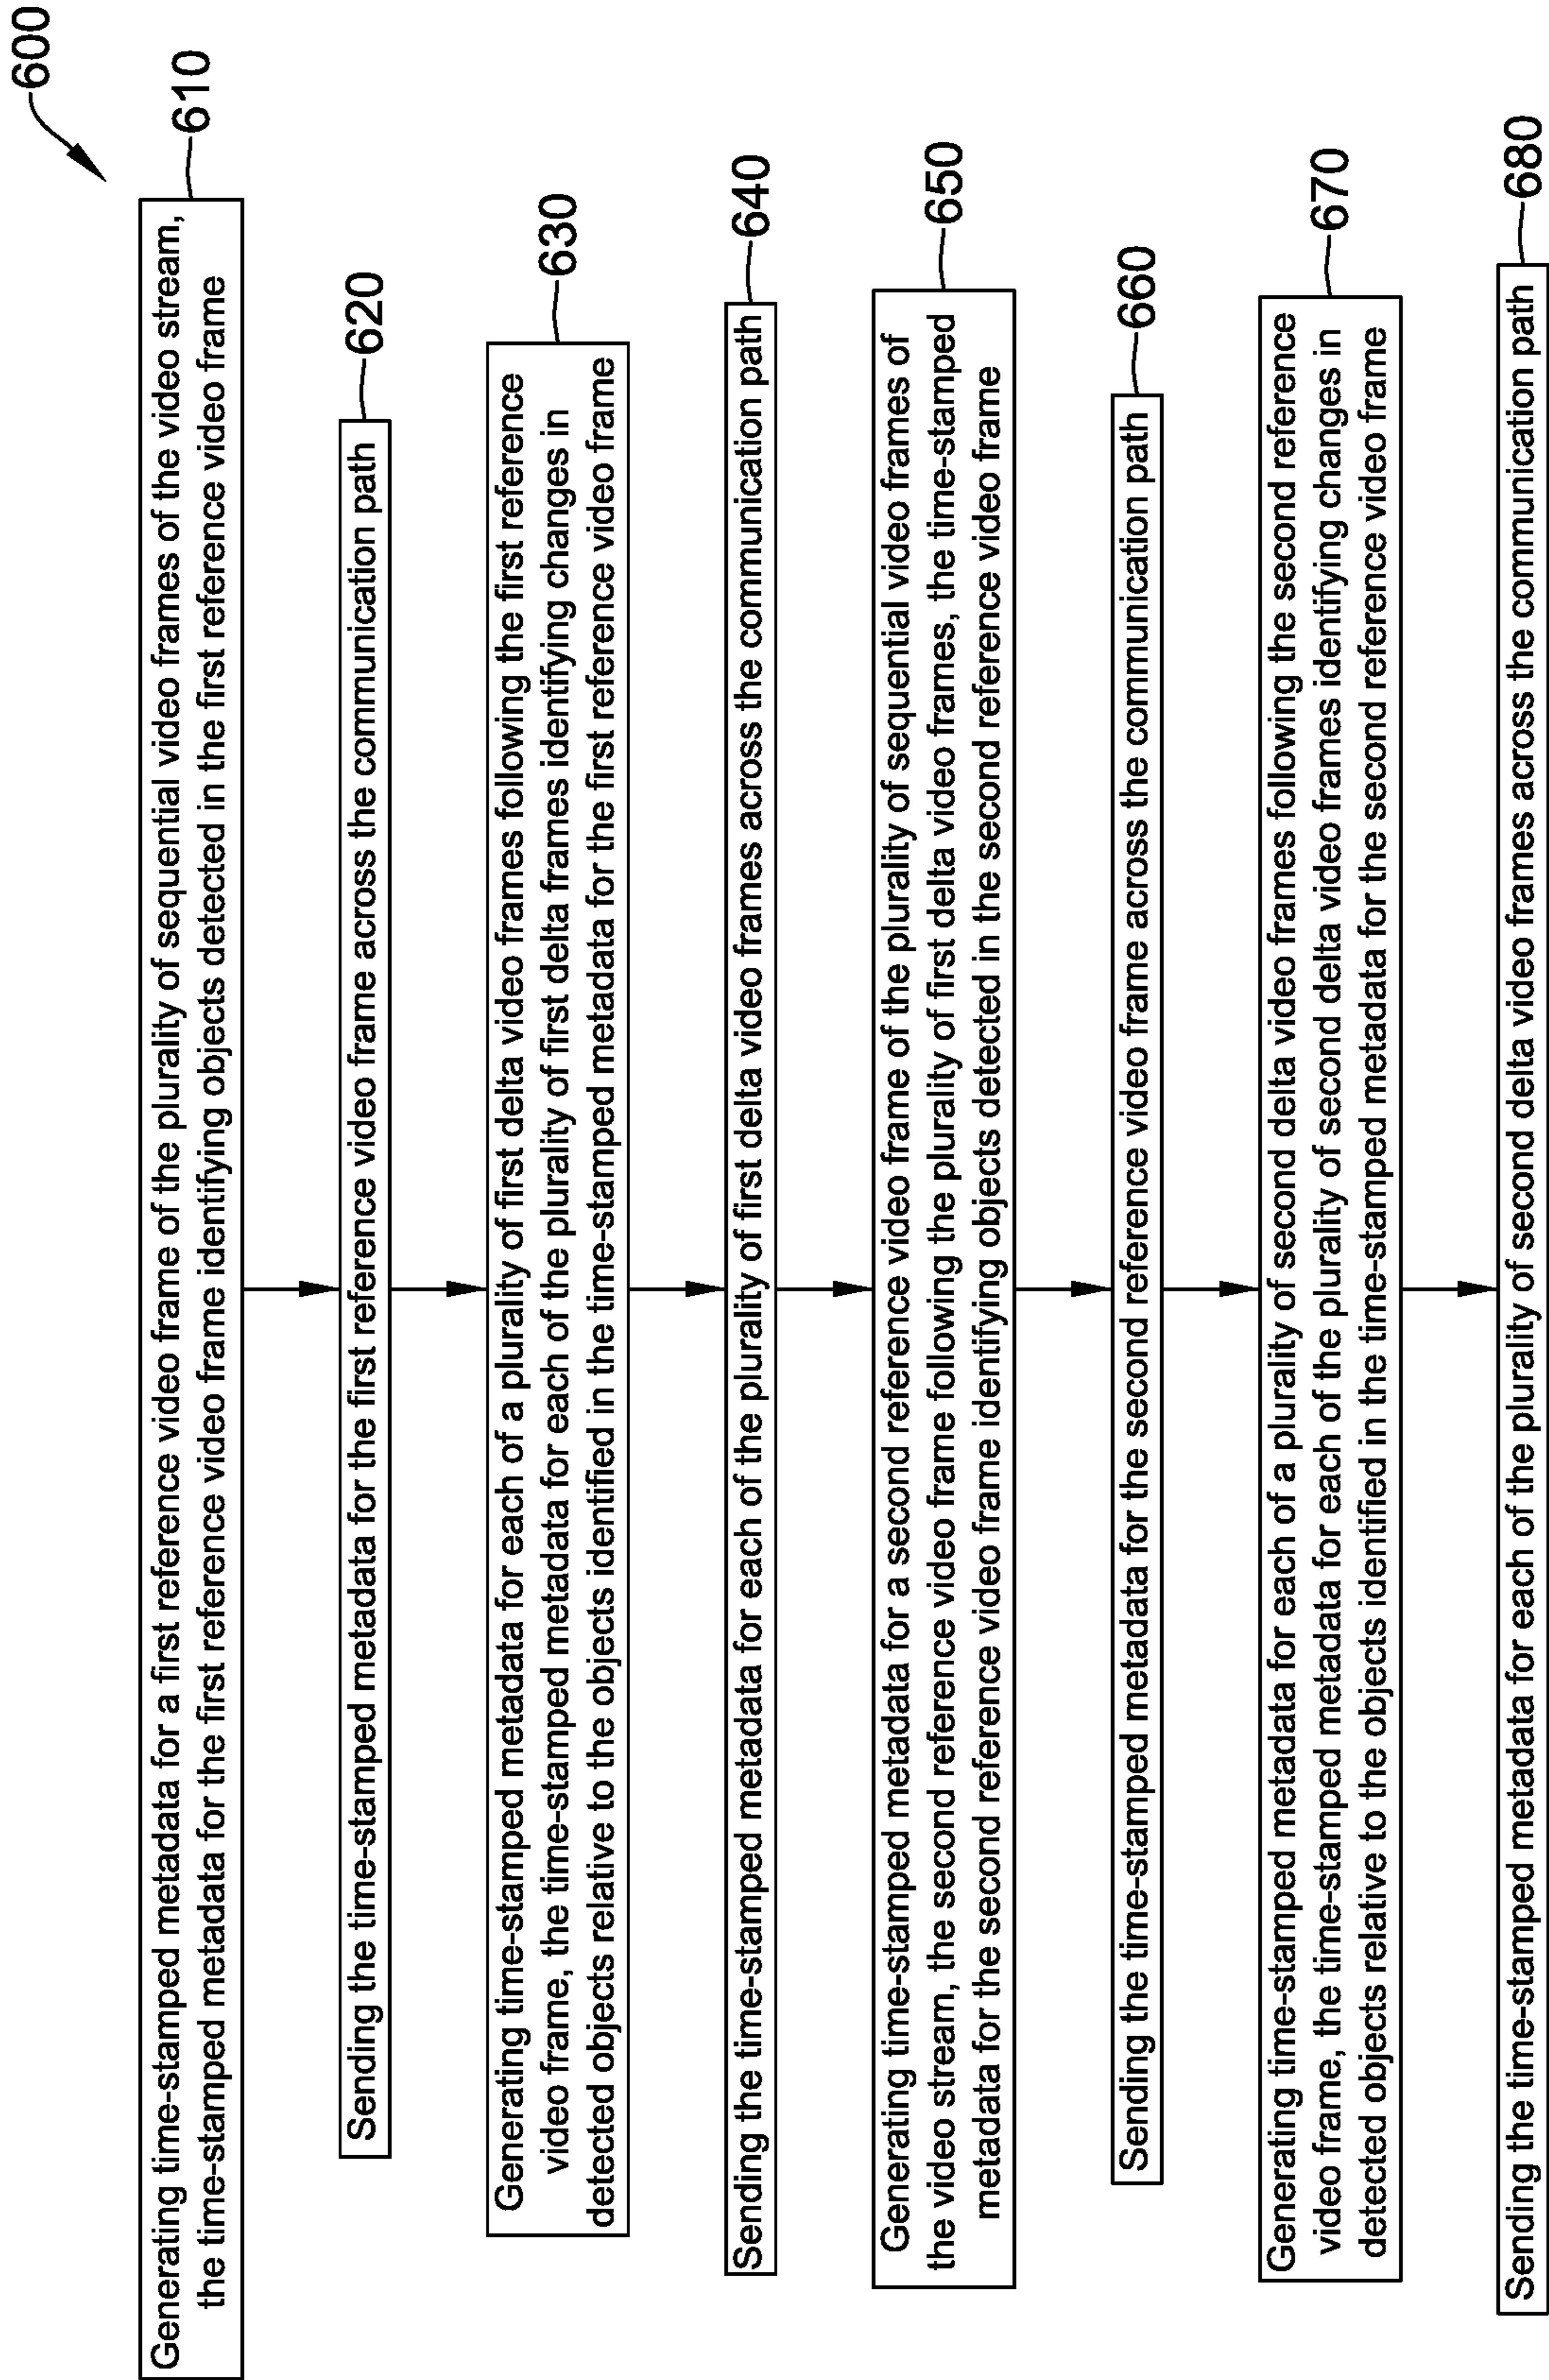 600
Generating time-stamped metadata for a first reference video frame of the plurality of sequential video frames of the video stream,
the time-stamped metadata for the first reference video frame identifying objects detected in the first reference video frame
610
Sending the time-stamped metadata for the first reference video frame across the communication path
620
Generating time-stamped metadata for each of a plurality of first delta video frames following the first reference
video frame, the time-stamped metadata for each of the plurality of first delta frames identifying changes in
detected objects relative to the objects identified in the time-stamped metadata for the first reference video frame
630
Sending the time-stamped metadata for each of the plurality of first delta video frames across the communication path
640
Generating time-stamped metadata for a second reference video frame of the plurality of sequential video frames of
the video stream, the second reference video frame following the plurality of first delta video frames, the time-stamped
metadata for the second reference video frame identifying objects detected in the second reference video frame
650
Sending the time-stamped metadata for the second reference video frame across the communication path
660
Generating time-stamped metadata for each of a plurality of second delta video frames following the second reference
video frame, the time-stamped metadata for each of the plurality of second delta video frames identifying changes in
detected objects relative to the objects identified in the time-stamped metadata for the second reference video frame
670
Sending the time-stamped metadata for each of the plurality of second delta video frames across the communication path
680